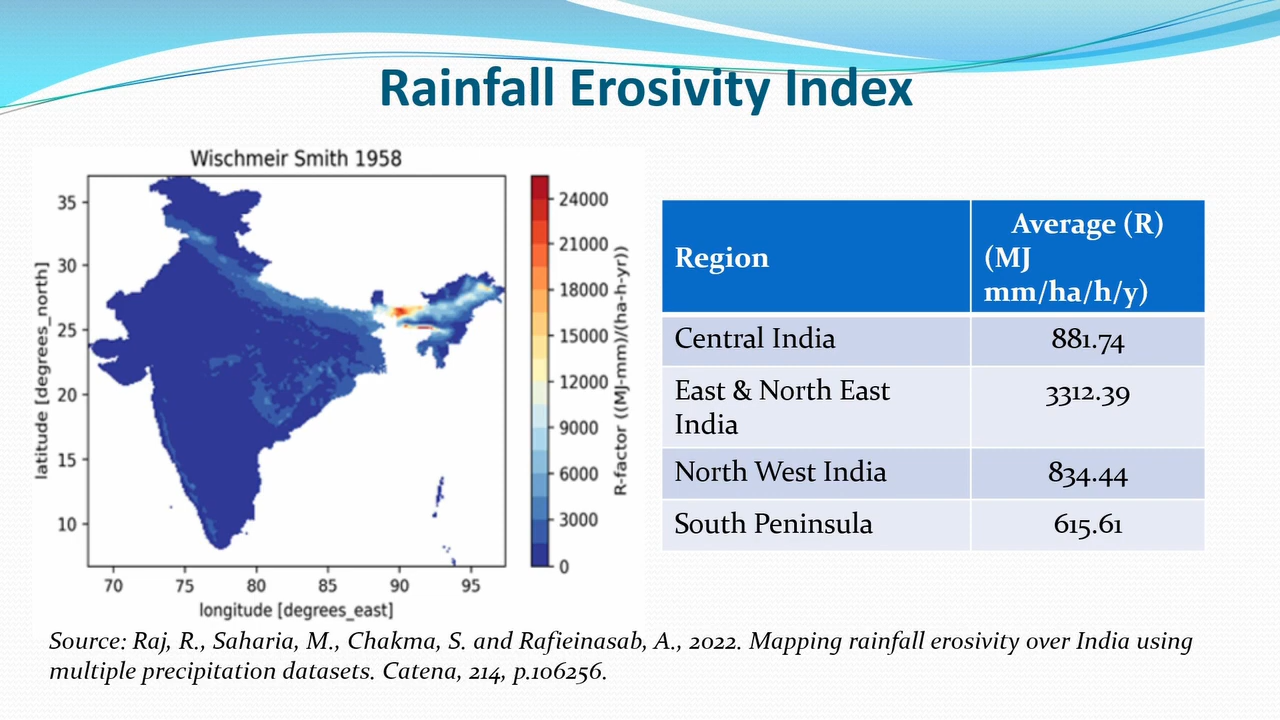 Rainfall Erosivity Index
Wischmeir Smith 1958
35
30
25
20
15
10
latitude [degrees_north]
70 75 80 85 90 95
longitude [degrees_east]
24000
21000
18000
15000
12000
9000
6000
3000
0
R-factor ((MJ-mm)/(ha-h-yr))
Region
Average (R)
(MJ
mm/ha/h/y)
Central India 881.74
East & North East 3312.39
India
North West India 834.44
South Peninsula 615.61
Source: Raj, R., Saharia, M., Chakma, S. and Rafieinasab, A., 2022. Mapping rainfall erosivity over India using
multiple precipitation datasets. Catena, 214, p.106256.